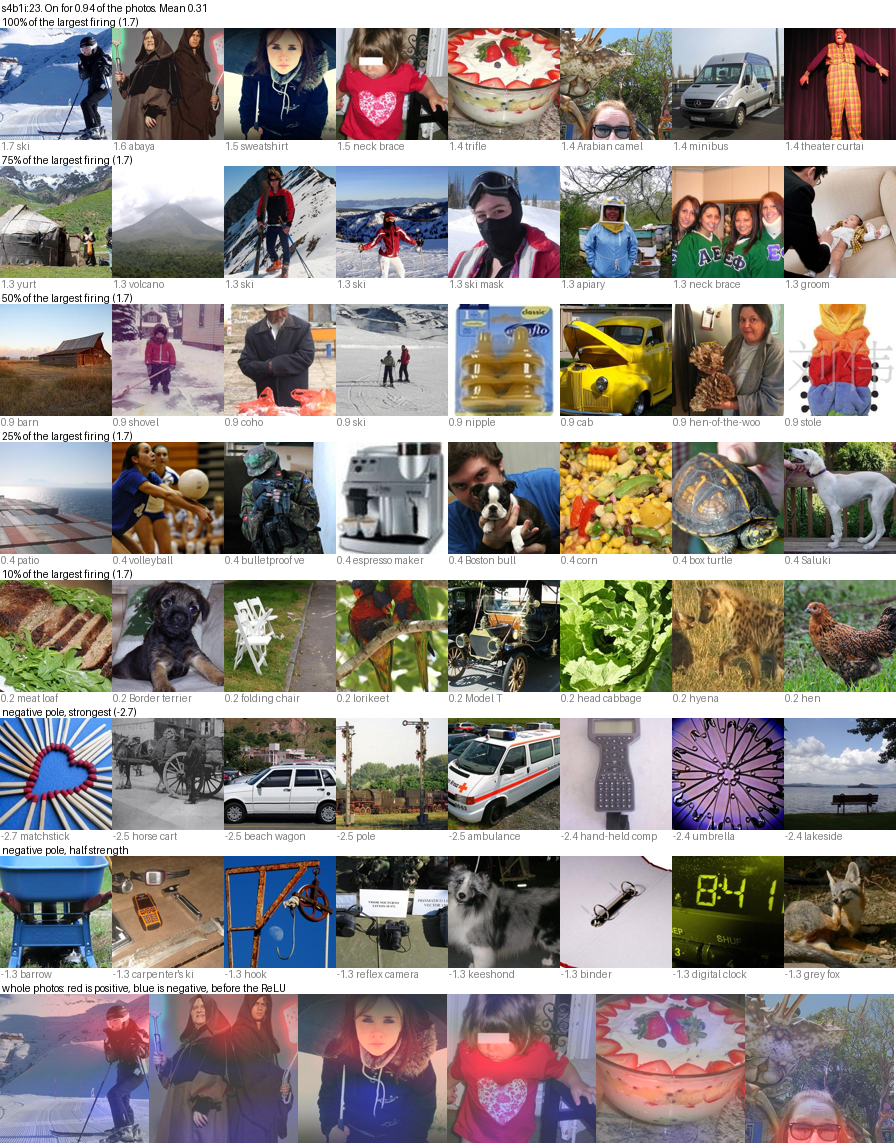 s4b1i:23. On for 0.94 of the photos. Mean 0.31
100% of the largest firing (1.7)
1.7 ski
1.6 abaya
1.5 sweatshirt
1.5 neck brace
1.4 trifle
1.4 Arabian camel
1.4 minibus
1.4 theater curtai
75% of the largest firing (1.7)
ΑΕΦ
1.3 yurt
1.3 volcano
1.3 ski
1.3 ski
1.3 ski mask
1.3 apiary
1.3 neck brace
1.3 groom
50% of the largest firing (1.7)
classic
0.9 barn
0.9 shovel
0.9 coho
0.9 ski
0.9 nipple
0.9 cab
0.9 hen-of-the-woo
0.9 stole
25% of the largest firing (1.7)
0.4 patio
0.4 volleyball
0.4 bulletproof ve
0.4 espresso maker
0.4 Boston bull
0.4 corn
0.4 box turtle
0.4 Saluki
10% of the largest firing (1.7)
0.2 meat loaf
0.2 Border terrier
0.2 folding chair
0.2 lorikeet
0.2 Model T
0.2 head cabbage
0.2 hyena
0.2 hen
negative pole, strongest (-2.7)
-2.7 matchstick
-2.5 horse cart
-2.5 beach wagon
-2.5 pole
-2.5 ambulance
-2.4 hand-held comp
-2.4 umbrella
-2.4 lakeside
negative pole, half strength
8:41
-1.3 barrow
-1.3 carpenter's ki
-1.3 hook
-1.3 reflex camera
-1.3 keeshond
-1.3 binder
-1.3 digital clock
-1.3 grey fox
whole photos: red is positive, blue is negative, before the ReLU